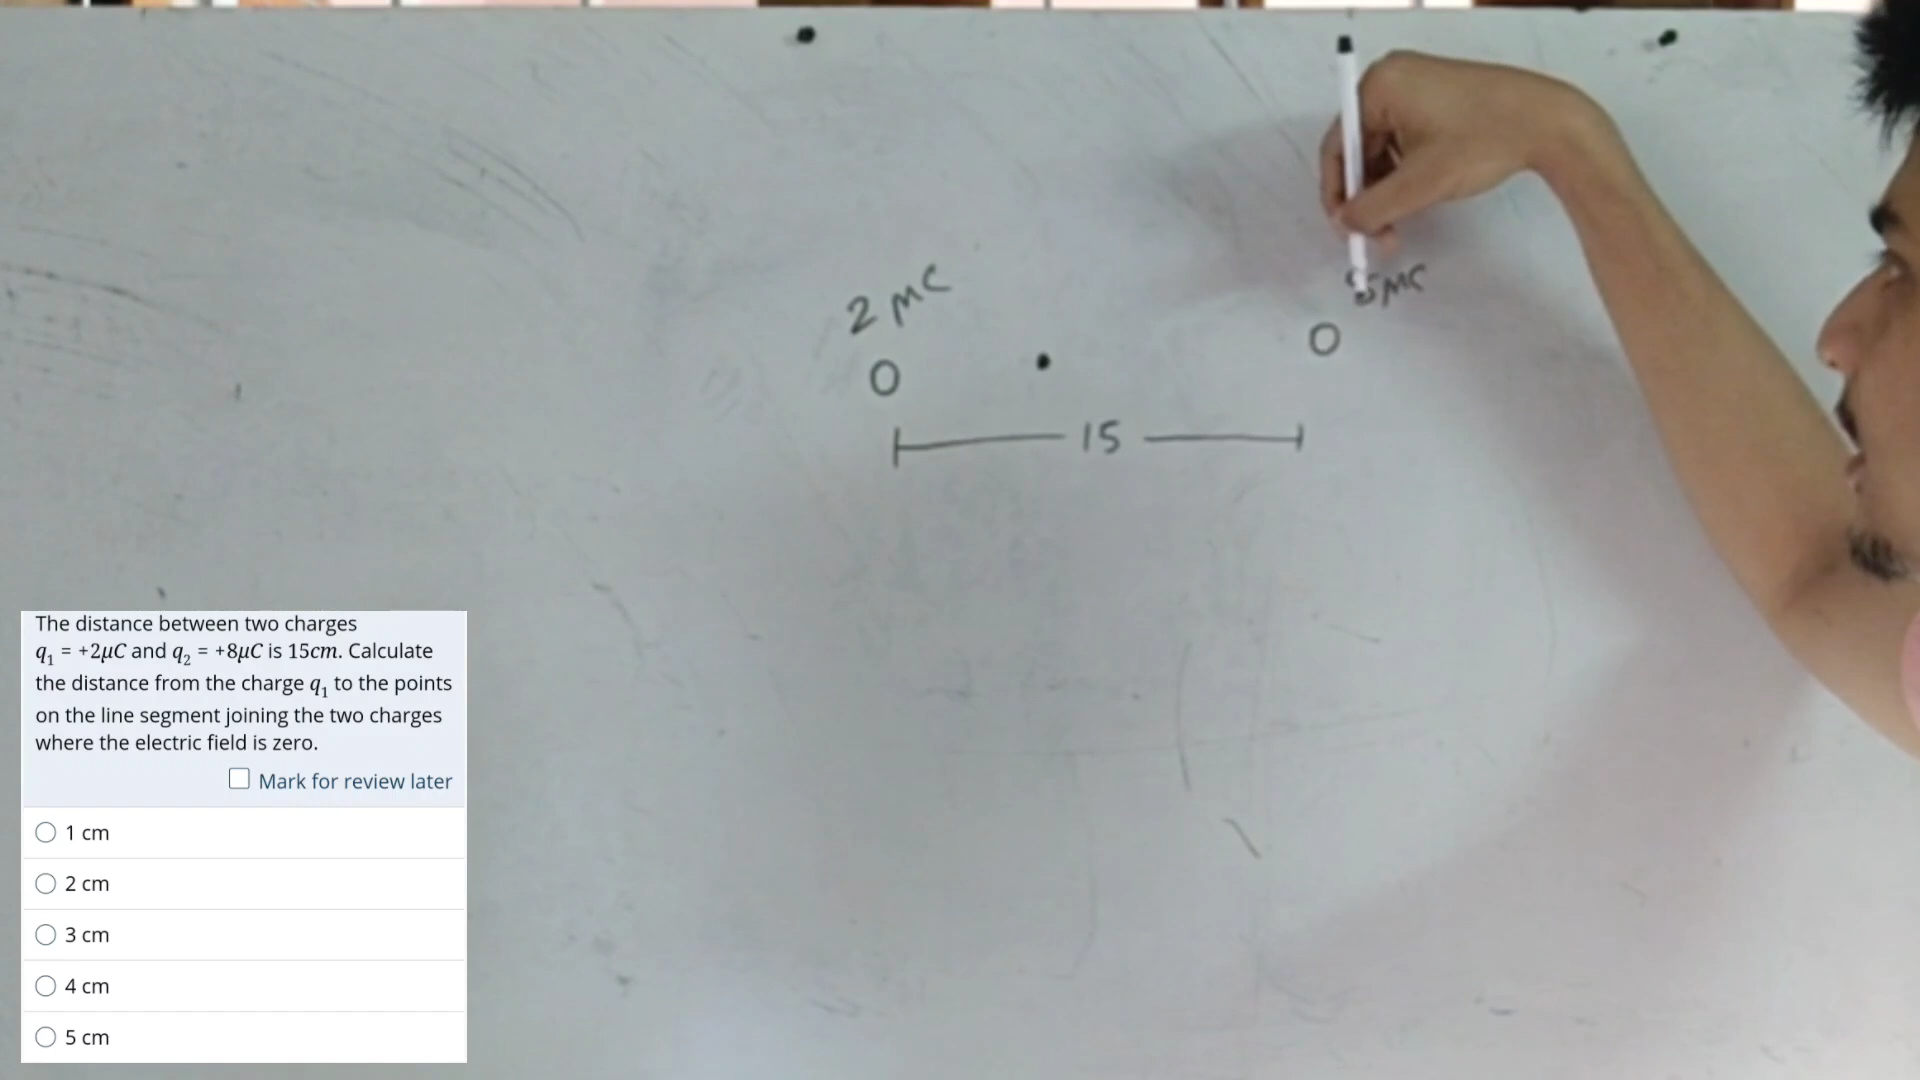 2 μC
μC
15
The distance between two charges
q₁ = +2μC and q₂ = +8μC is 15cm. Calculate
the distance from the charge q₁ to the points
on the line segment joining the two charges
where the electric field is zero.
Mark for review later
1 cm
2 cm
3 cm
4 cm
5 cm